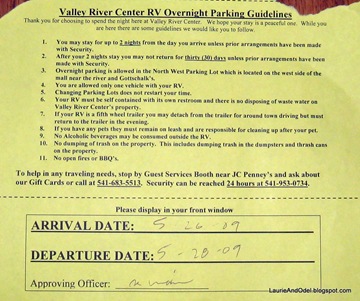 Valley River Center RV Overnight Parking Guidelines
Thank you for choosing to spend the night here at Valley River Center. We hope your stay is a peaceful one. While you
are here there are some guidelines we would like you to follow
1. You may stay for up to 2 nights from the day you arrive unless prior arrangements have been made
with Security.
2. After your 2 nights stay you may not return for thirty (30) days unless prior arrangements have been
made with Security.
3. Overnight parking is allowed in the North West Parking Lot which is located on the west side of the
mall near the river and Gottschalk's.
4. You are allowed only one vehicle with your RV.
5. Changing Parking Lots does not restart your time.
6. Your RV must be self contained with its own restroom and there is no disposing of waste water on
Valley River Center's property.
7. If your RV is a fifth wheel trailer you may detach from the trailer for around town driving but must
return to the trailer in the evening.
8. If you have any pets they must remain on leash and are responsible for cleaning up after your pet.
9. No Alcoholic beverages may be consumed outside the RV.
10. No dumping of trash on the property. This includes dumping trash in the dumpsters and thrash cans
on the property.
11. No open fires or BBQ's.
To help in any traveling needs, stop by Guest Services Booth near JC Penney's and ask about
our Gift Cards or call at 541-683-5513. Security can be reached 24 hours at 541-953-0734.
Please display in your front window
ARRIVAL DATE: 5-26-09
DEPARTURE DATE: 5-28-09
Approving Officer:
LaurieAndOdel.blogspot.com